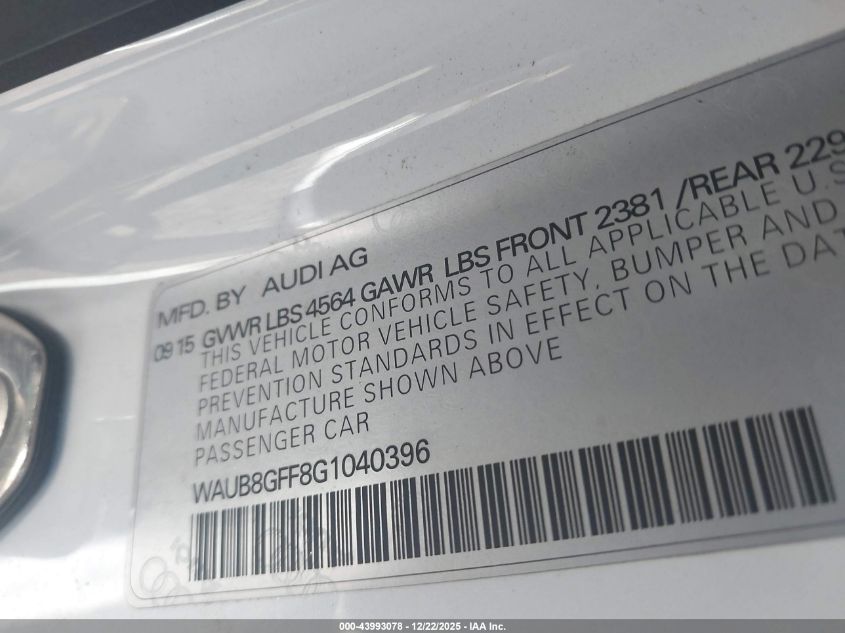 MFD. BY AUDI AG
09 15 GVWR LBS 4564 GAWR LBS FRONT 2381 /REAR 229
THIS VEHICLE CONFORMS TO ALL APPLICABLE U.S
FEDERAL MOTOR VEHICLE SAFETY, BUMPER AND
PREVENTION STANDARDS IN EFFECT ON THE DAT
MANUFACTURE SHOWN ABOVE
PASSENGER CAR
WAUB8GFF8G1040396
000-43993078 - 12/22/2025 - IAA Inc.